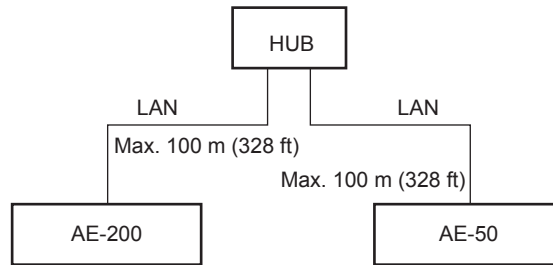 HUB
LAN
LAN
Max. 100 m (328 ft)
Max. 100 m (328 ft)
AE-200
AE-50